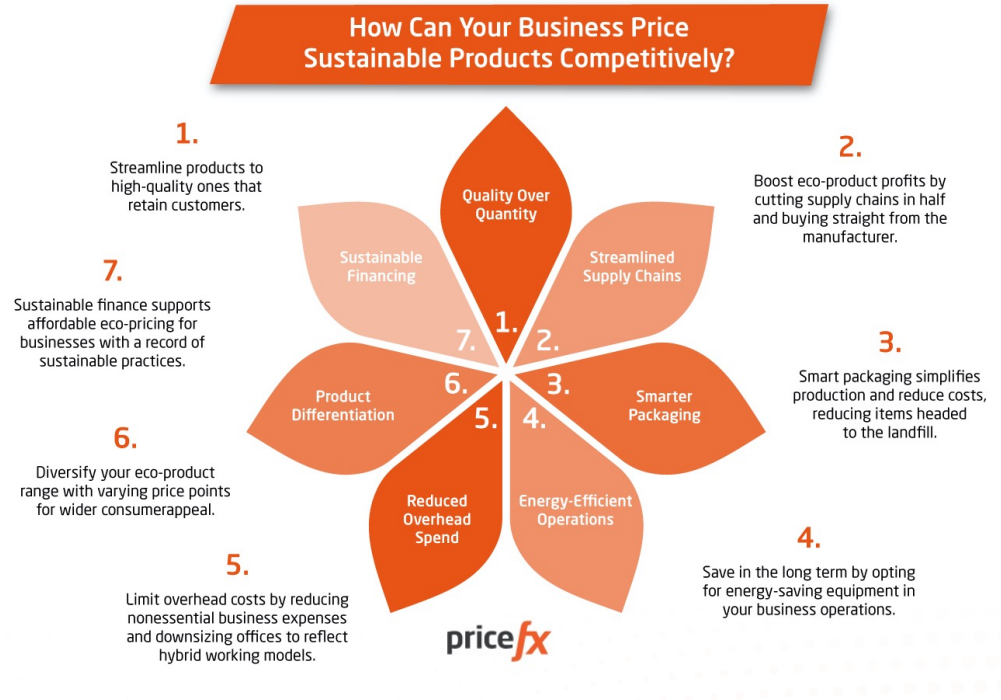 How Can Your Business Price
Sustainable Products Competitively?
1.
Streamline products to
high-quality ones that
retain customers.
2.
Boost eco-product profits by
cutting supply chains in half
and buying straight from the
manufacturer.
3.
Smart packaging simplifies
production and reduce costs,
reducing items headed
to the landfill.
4.
Save in the long term by opting
for energy-saving equipment in
your business operations.
5.
Limit overhead costs by reducing
nonessential business expenses
and downsizing offices to reflect
hybrid working models.
6.
Diversify your eco-product
range with varying price points
for wider consumerappeal.
7.
Sustainable finance supports
affordable eco-pricing for
businesses with a record of
sustainable practices.
Quality Over
Quantity
1.
Streamlined
Supply Chains
2.
Smarter
Packaging
3.
Energy-Efficient
Operations
4.
Reduced
Overhead
Spend
5.
Product
Differentiation
6.
Sustainable
Financing
7.
pricefx